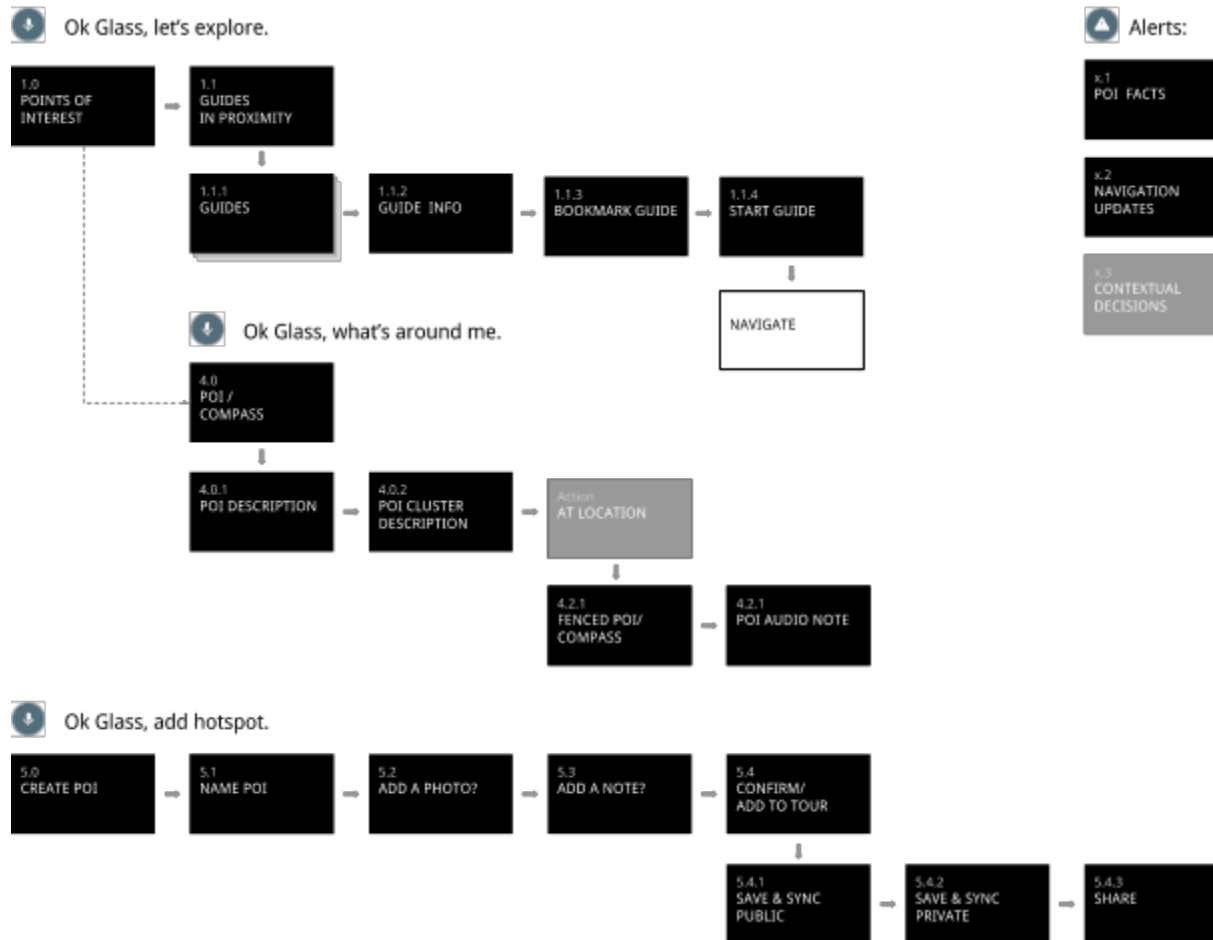 Ok Glass, let's explore.
Alerts:
1.0
POINTS OF
INTEREST
1.1
GUIDES
IN PROXIMITY
x.1
POI FACTS
1.1.1
GUIDES
1.1.2
GUIDE INFO
1.1.3
BOOKMARK GUIDE
1.1.4
START GUIDE
x.2
NAVIGATION
UPDATES
NAVIGATE
x.3
CONTEXTUAL
DECISIONS
Ok Glass, what's around me.
4.0
POI /
COMPASS
4.0.1
POI DESCRIPTION
4.0.2
POI CLUSTER
DESCRIPTION
Action
AT LOCATION
4.2.1
FENCED POI/
COMPASS
4.2.1
POI AUDIO NOTE
Ok Glass, add hotspot.
5.0
CREATE POI
5.1
NAME POI
5.2
ADD A PHOTO?
5.3
ADD A NOTE?
5.4
CONFIRM/
ADD TO TOUR
5.4.1
SAVE & SYNC
PUBLIC
5.4.2
SAVE & SYNC
PRIVATE
5.4.3
SHARE